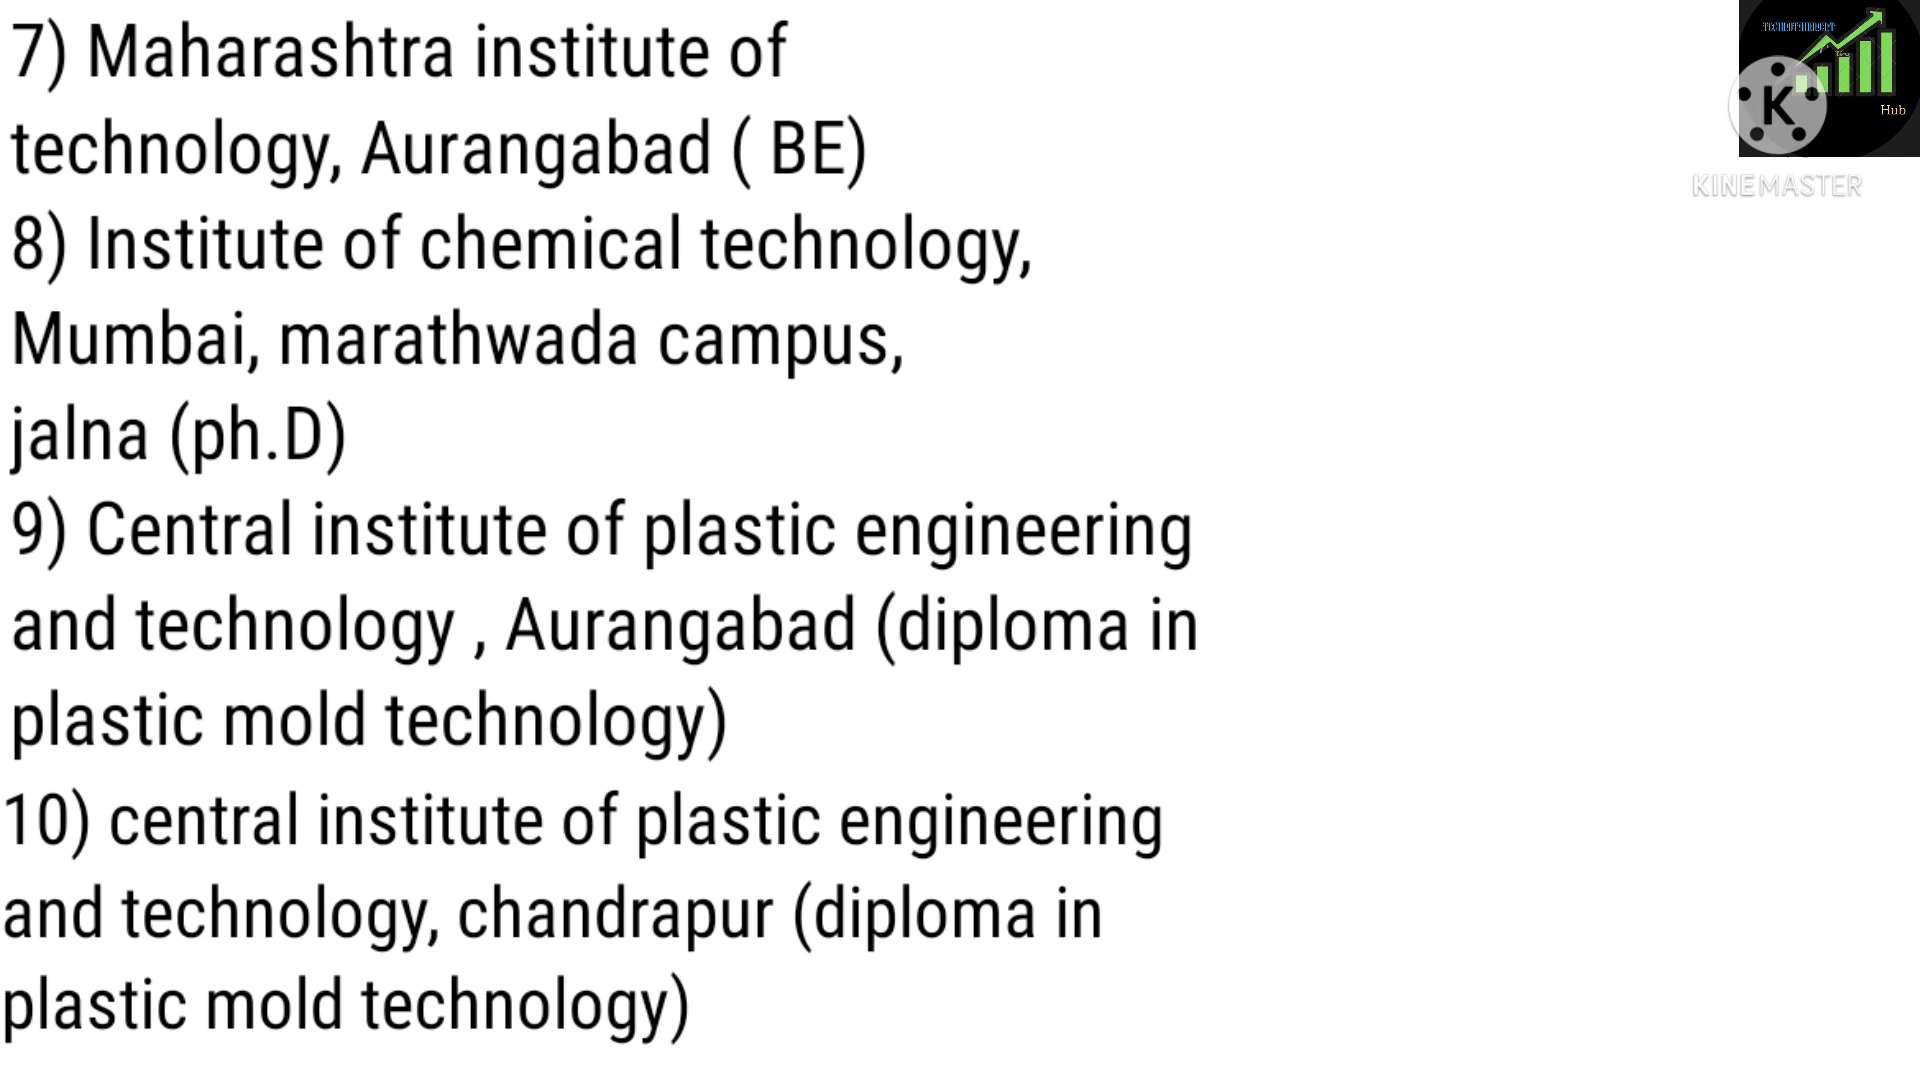 7) Maharashtra institute of
technology, Aurangabad ( BE)
8) Institute of chemical technology,
Mumbai, marathwada campus,
jalna (ph.D)
9) Central institute of plastic engineering
and technology , Aurangabad (diploma in
plastic mold technology)
10) central institute of plastic engineering
and technology, chandrapur (diploma in
plastic mold technology)
Hub
K
KINEMASTER